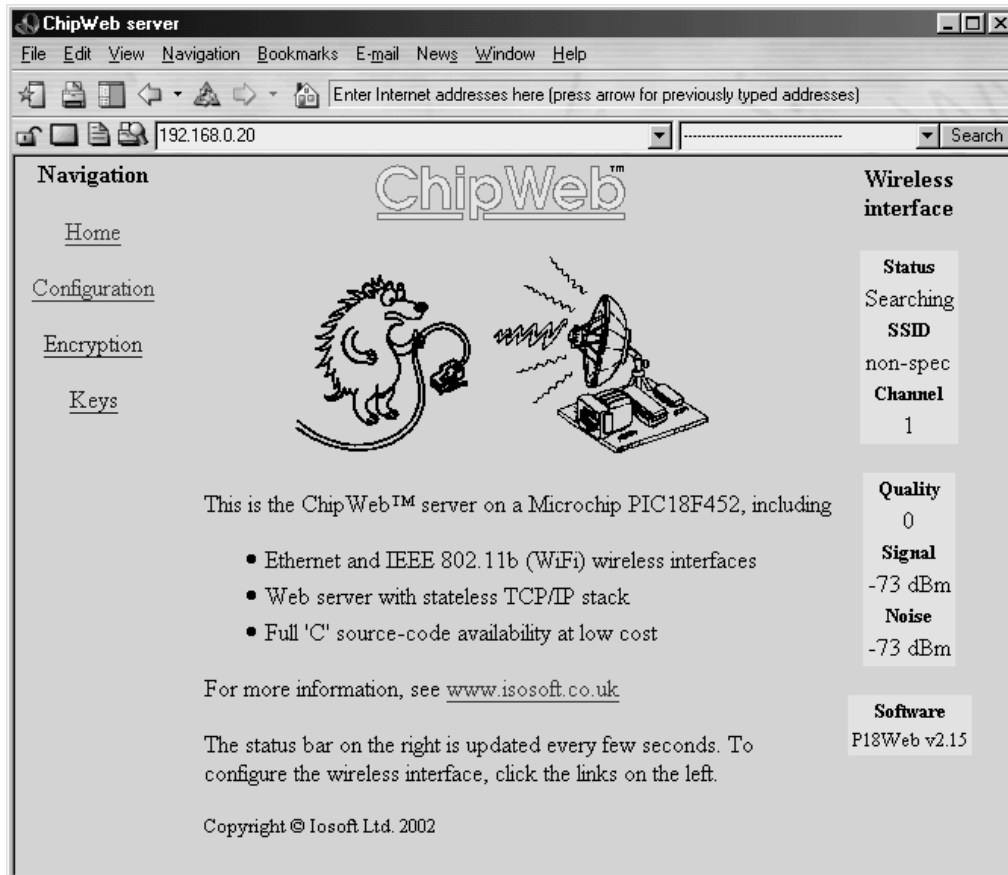 ChipWeb server
File Edit View Navigation Bookmarks E-mail News Window Help
Enter Internet addresses here (press arrow for previously typed addresses)
192.168.0.20
---------------------------------- Search
Navigation
Home
Configuration
Encryption
Keys
ChipWeb™
This is the ChipWeb™ server on a Microchip PIC18F452, including
• Ethernet and IEEE 802.11b (WiFi) wireless interfaces
• Web server with stateless TCP/IP stack
• Full 'C' source-code availability at low cost
For more information, see www.isosoft.co.uk
The status bar on the right is updated every few seconds. To
configure the wireless interface, click the links on the left.
Copyright © Iosoft Ltd. 2002
Wireless
interface
Status
Searching
SSID
non-spec
Channel
1
Quality
0
Signal
-73 dBm
Noise
-73 dBm
Software
P18Web v2.15